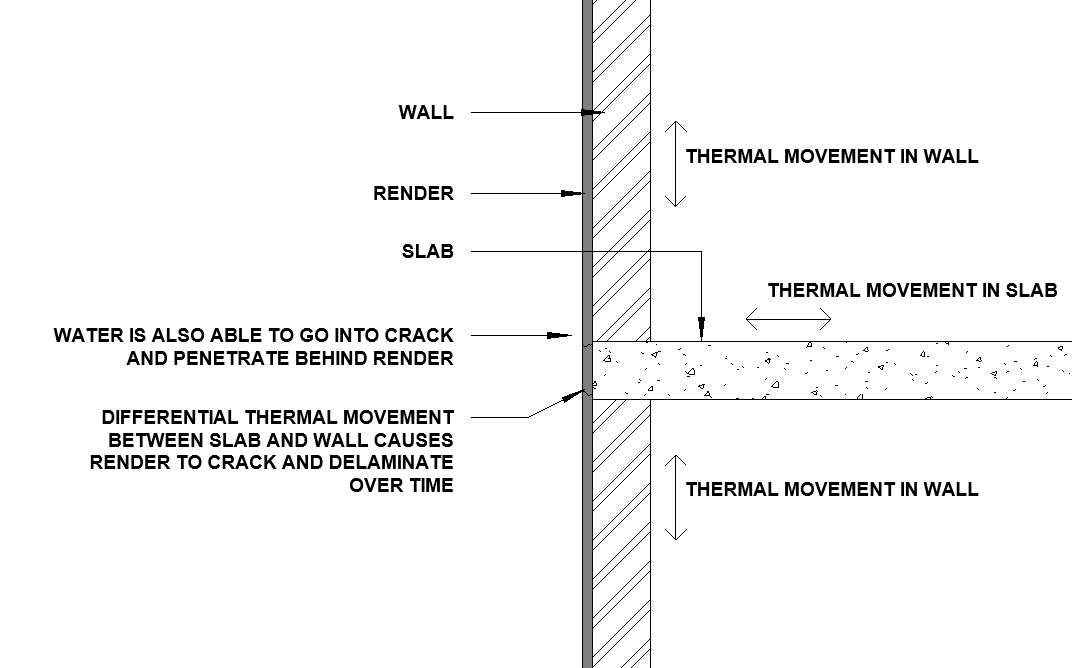 WALL
THERMAL MOVEMENT IN WALL
RENDER
SLAB
THERMAL MOVEMENT IN SLAB
WATER IS ALSO ABLE TO GO INTO CRACK
AND PENETRATE BEHIND RENDER
DIFFERENTIAL THERMAL MOVEMENT
BETWEEN SLAB AND WALL CAUSES
RENDER TO CRACK AND DELAMINATE
OVER TIME
THERMAL MOVEMENT IN WALL